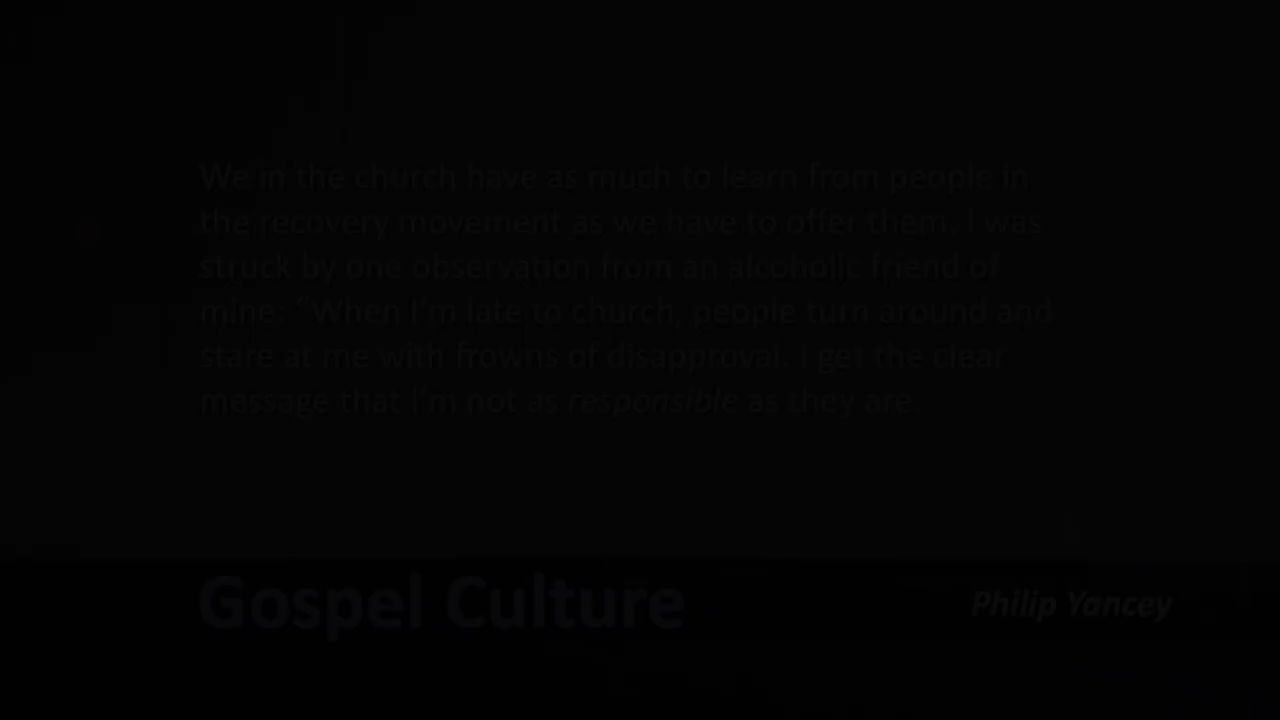 We in the church have as much to learn from people in
the recovery movement as we have to offer them. I was
struck by one observation from an alcoholic friend of
mine: “When I’m late to church, people turn around and
stare at me with frowns of disapproval. I get the clear
message that I’m not as responsible as they are.
Gospel Culture
Philip Yancey